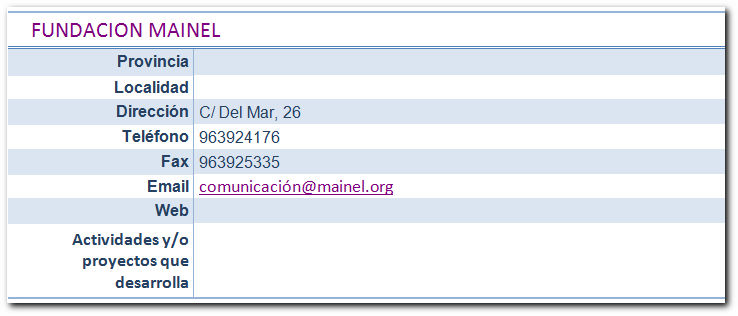 FUNDACION MAINEL
Provincia
Localidad
Dirección C/ Del Mar, 26
Teléfono 963924176
Fax 963925335
Email comunicación@mainel.org
Web
Actividades y/o
proyectos que
desarrolla